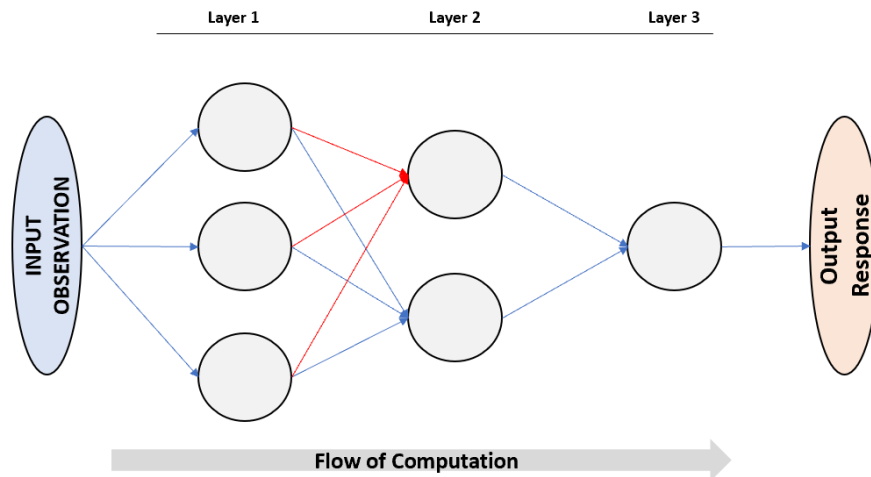 Layer 1
Layer 2
Layer 3
INPUT
OBSERVATION
Output
Response
Flow of Computation